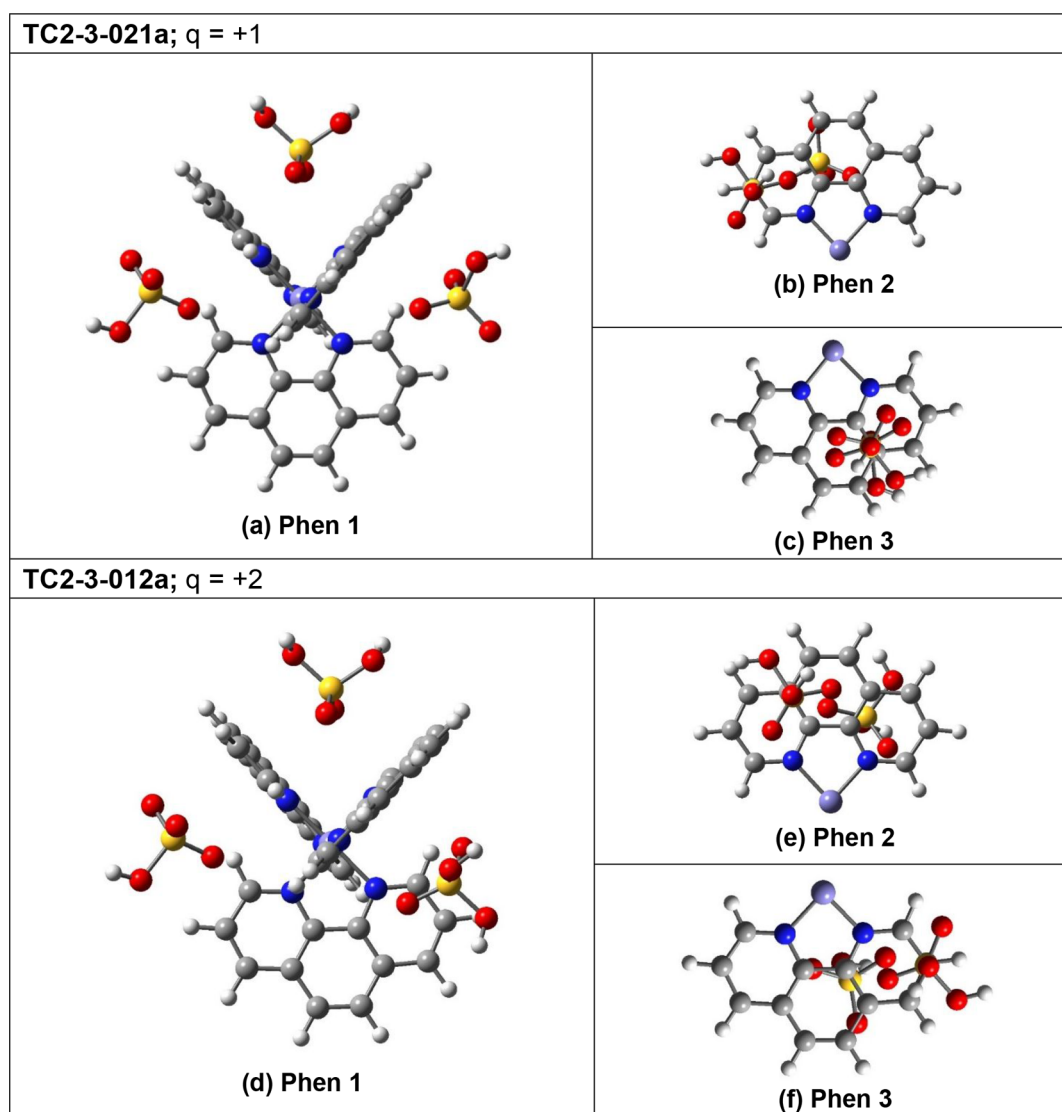 TC2-3-021a; q = +1
(a) Phen 1
(b) Phen 2
(c) Phen 3
TC2-3-012a; q = +2
(d) Phen 1
(e) Phen 2
(f) Phen 3